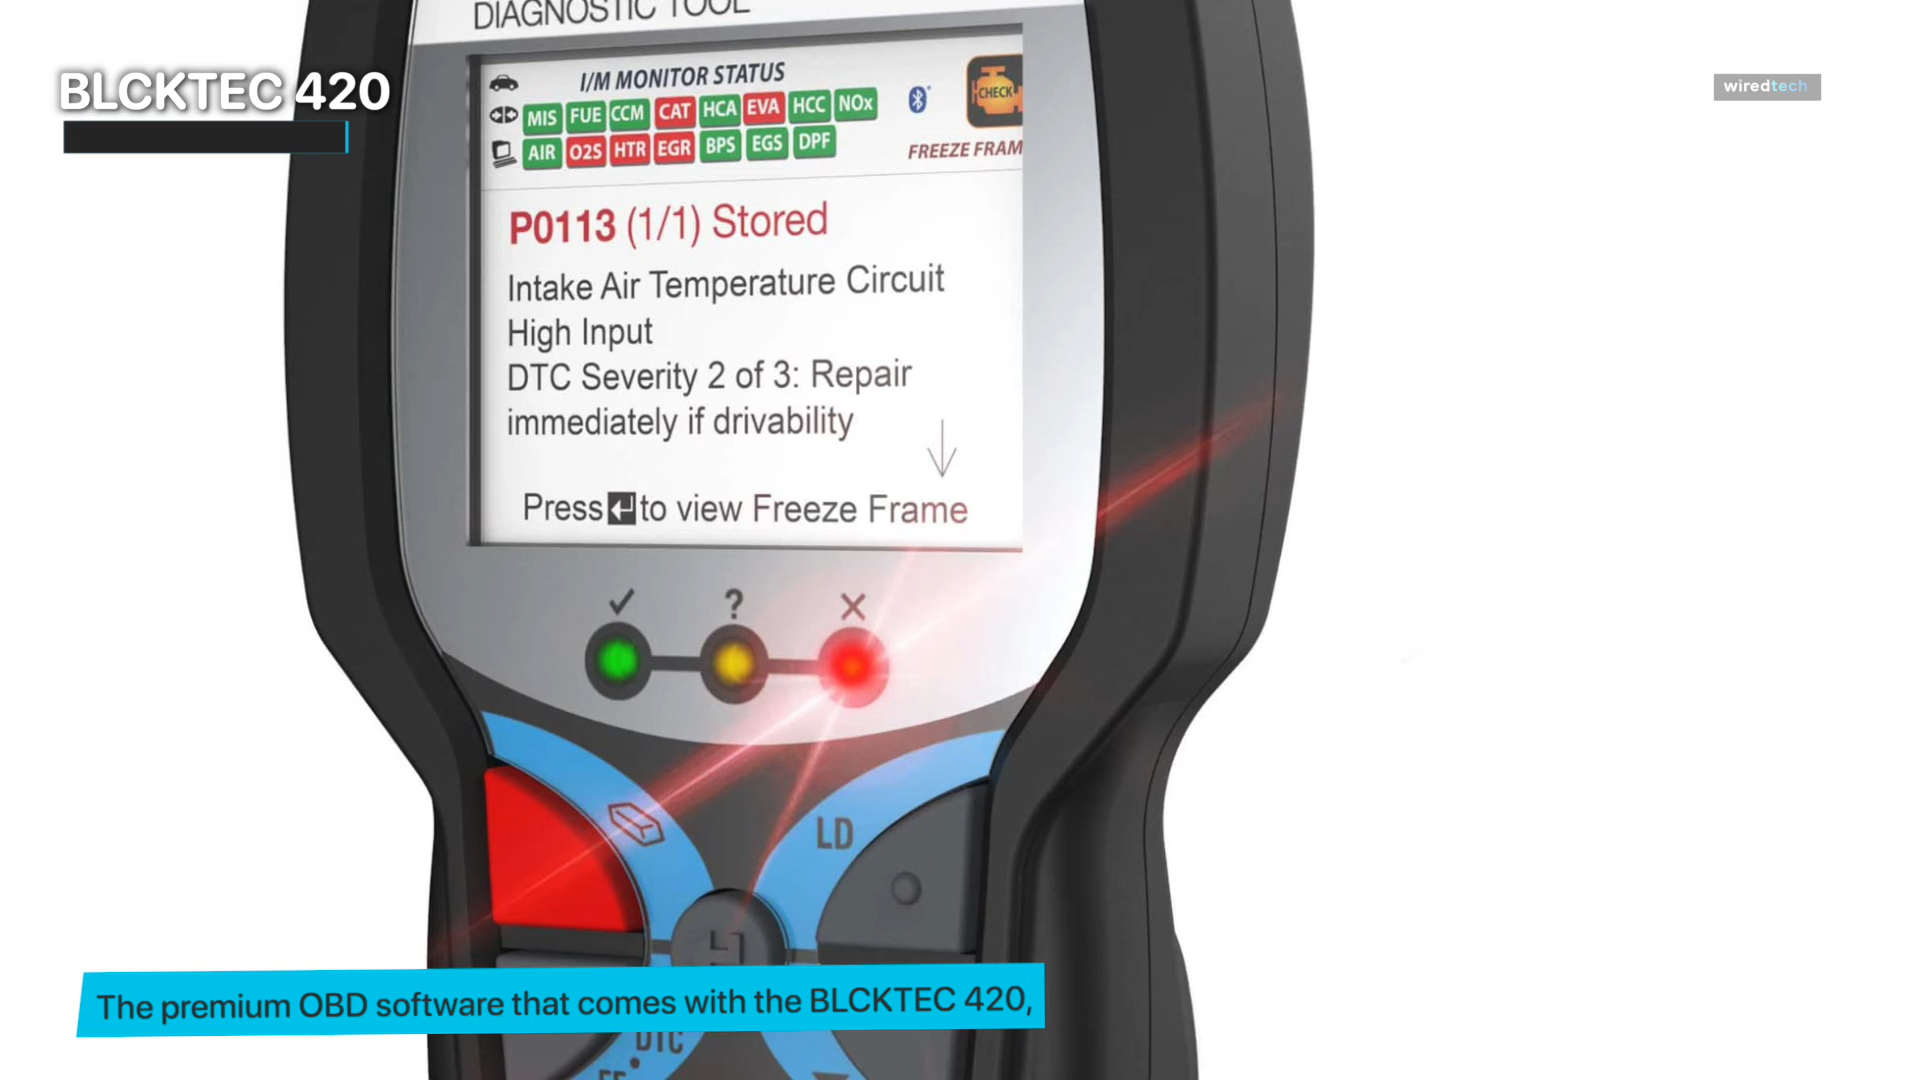 DIAGNOSTIC TOOL
BLCKTEC 420
wiredtech
I/M MONITOR STATUS
MIS FUE CCM CAT HCA EVA HCC NOx
AIR O2S HTR EGR BPS EGS DPF
CHECK
FREEZE FRAM
P0113 (1/1) Stored
Intake Air Temperature Circuit
High Input
DTC Severity 2 of 3: Repair
immediately if drivability
Press to view Freeze Frame
LD
The premium OBD software that comes with the BLCKTEC 420,
DTC
FF